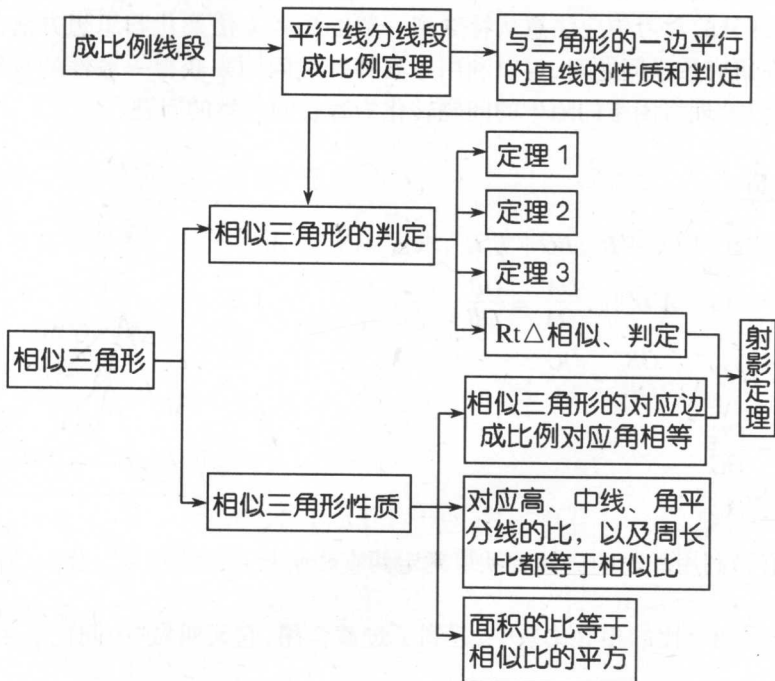 成比例线段
平行线分线段
成比例定理
与三角形的一边平行
的直线的性质和判定
定理1
定理2
定理3
相似三角形的判定
Rt△相似、判定
相似三角形
射影定理
相似三角形的对应边
成比例对应角相等
相似三角形性质
对应高、中线、角平
分线的比，以及周长
比都等于相似比
面积的比等于
相似比的平方